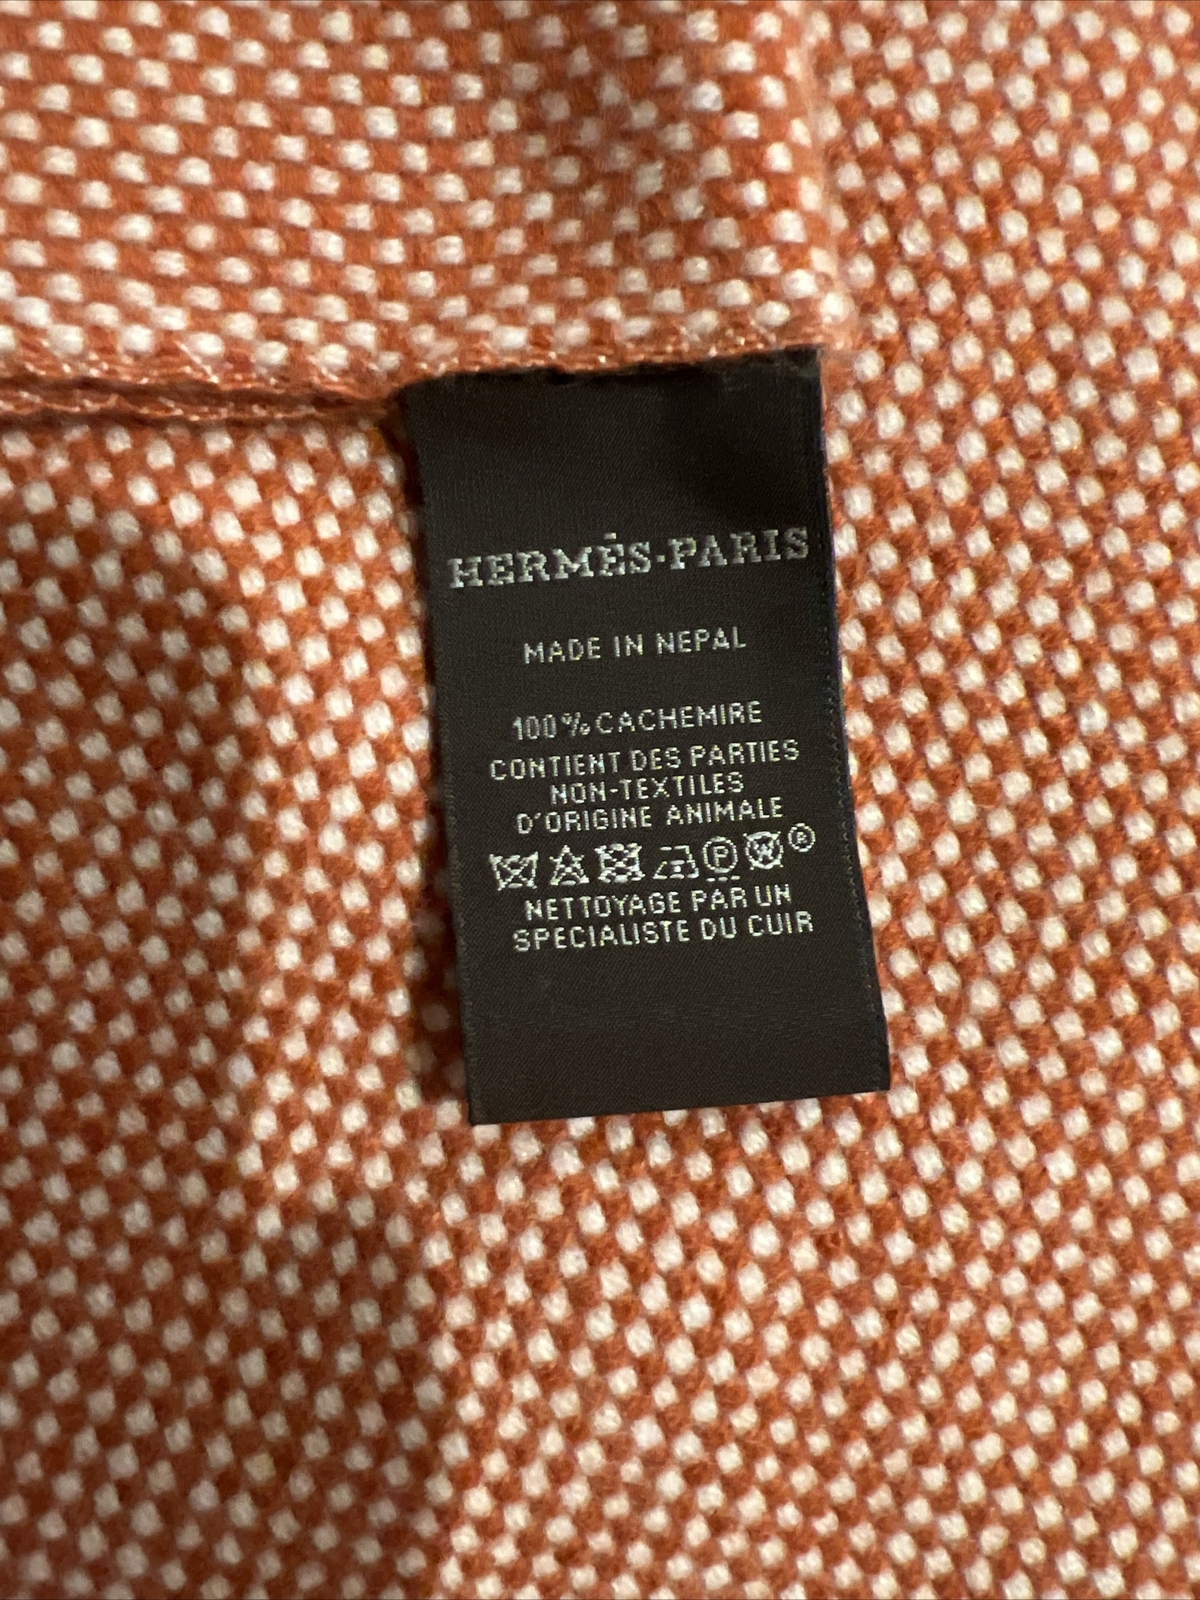 HERMÈS-PARIS
MADE IN NEPAL
100% CACHEMIRE
CONTIENT DES PARTIES
NON-TEXTILES
D'ORIGINE ANIMALE
P W ®
NETTOYAGE PAR UN
SPECIALISTE DU CUIR